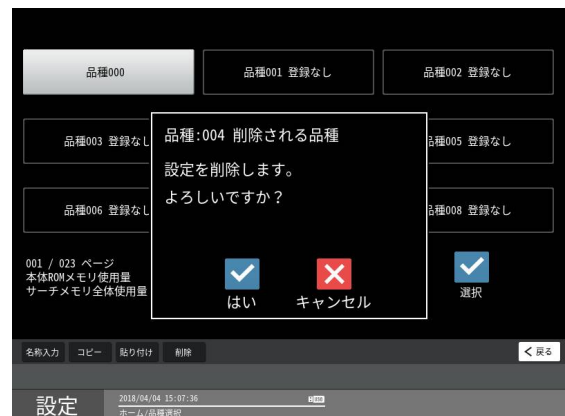 品種000
品種001 登録なし
品種002 登録なし
品種003 登録なし
品種:004 削除される品種
設定を削除します。
よろしいですか？
品種005 登録なし
品種006 登録なし
品種008 登録なし
001 / 023 ページ
本体ROMメモリ使用量
サーチメモリ全体使用量
はい
キャンセル
選択
名称入力 コピー 貼り付け 削除
戻る
設定
2018/04/04 15:07:36
ホーム/品種選択